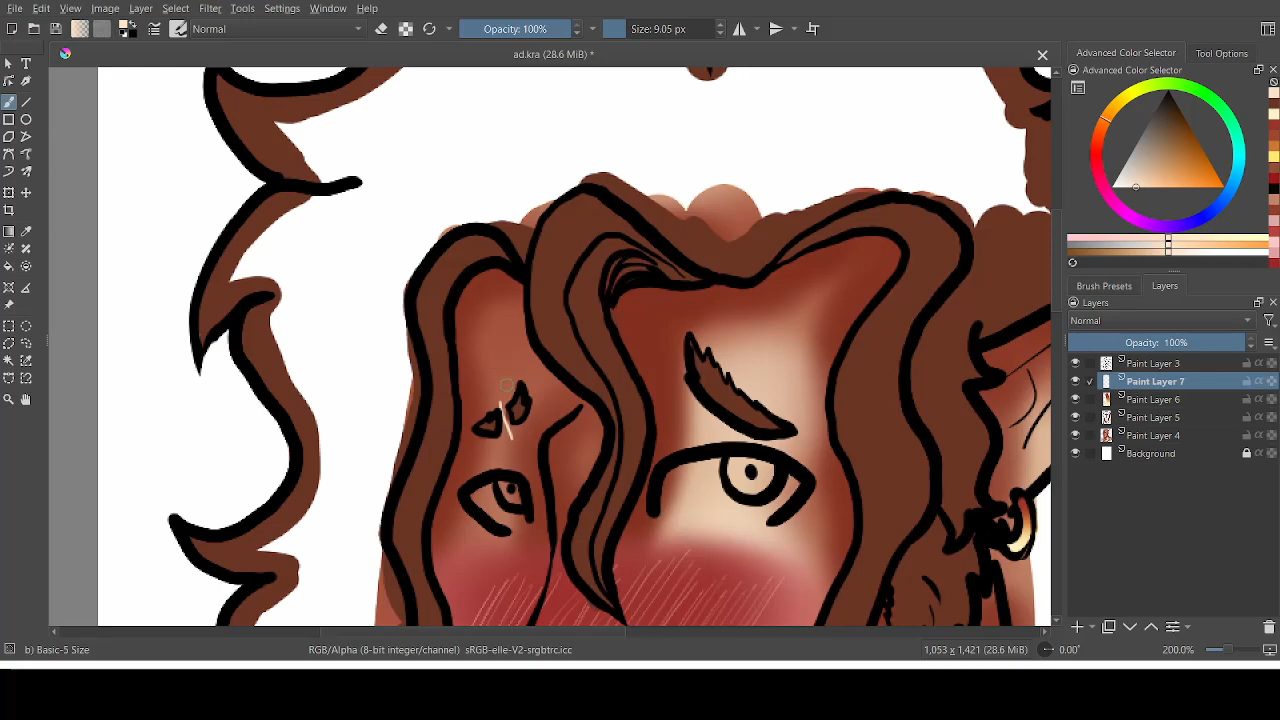 File Edit View Image Layer Select Filter Tools Settings Window Help
Normal Opacity: 100% Size: 9.05 px
ad.kra (28.6 MiB) *
Advanced Color Selector Tool Options
Advanced Color Selector
Brush Presets Layers
Layers
Normal
Opacity: 100%
Paint Layer 3
Paint Layer 7
Paint Layer 6
Paint Layer 5
Paint Layer 4
Background
b) Basic-5 Size RGB/Alpha (8-bit integer/channel) sRGB-elle-V2-srgbtrc.icc 1,053 x 1,421 (28.6 MiB) 0.00° 200.0%